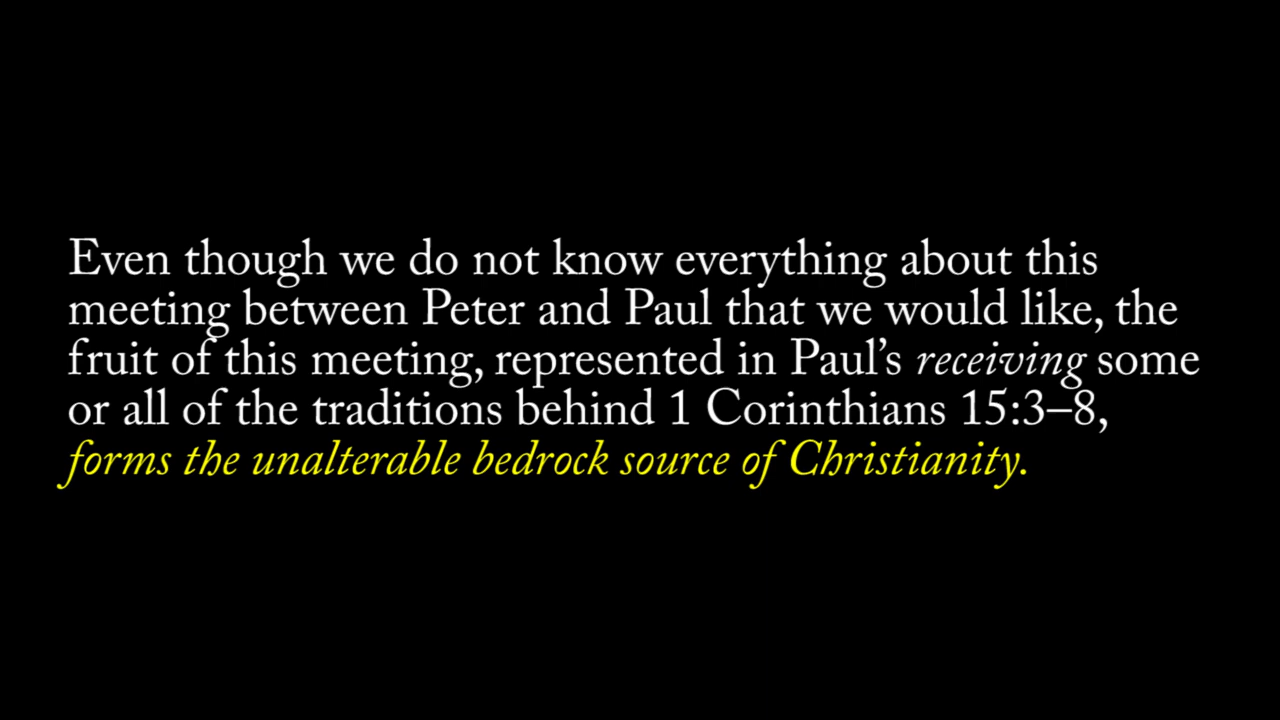 Even though we do not know everything about this
meeting between Peter and Paul that we would like, the
fruit of this meeting, represented in Paul’s receiving some
or all of the traditions behind 1 Corinthians 15:3–8,
forms the unalterable bedrock source of Christianity.